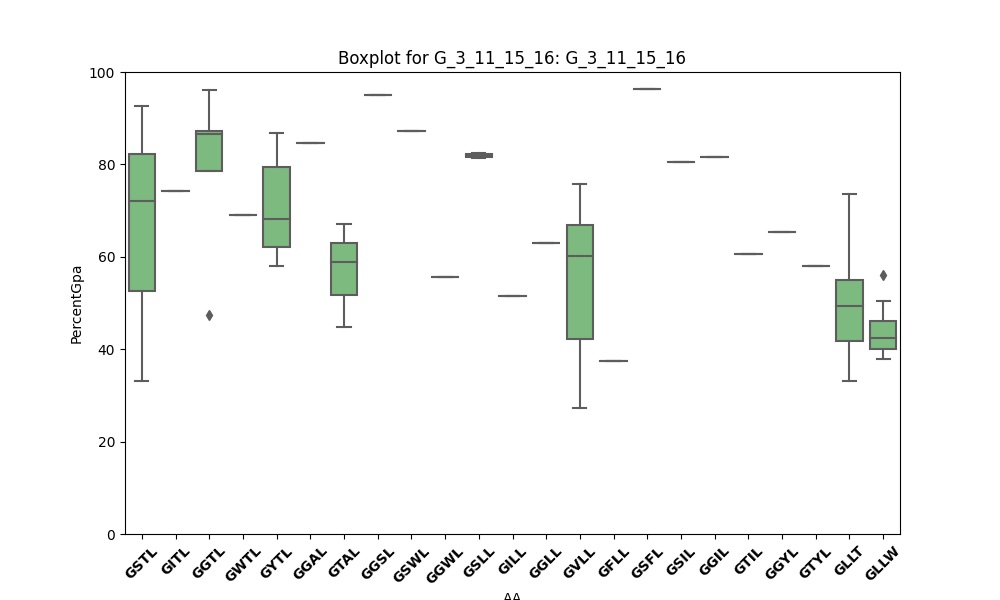 Boxplot for G_3_11_15_16: G_3_11_15_16
100
80
60
40
20
0
PercentGpa
GSTL
GITL
GGTL
GWTL
GYTL
GGAL
GTAL
GGSL
GSWL
GGWL
GSLL
GILL
GGLL
GVLL
GFLL
GSFL
GSIL
GGIL
GTIL
GGYL
GTYL
GLLT
GLLW
AA